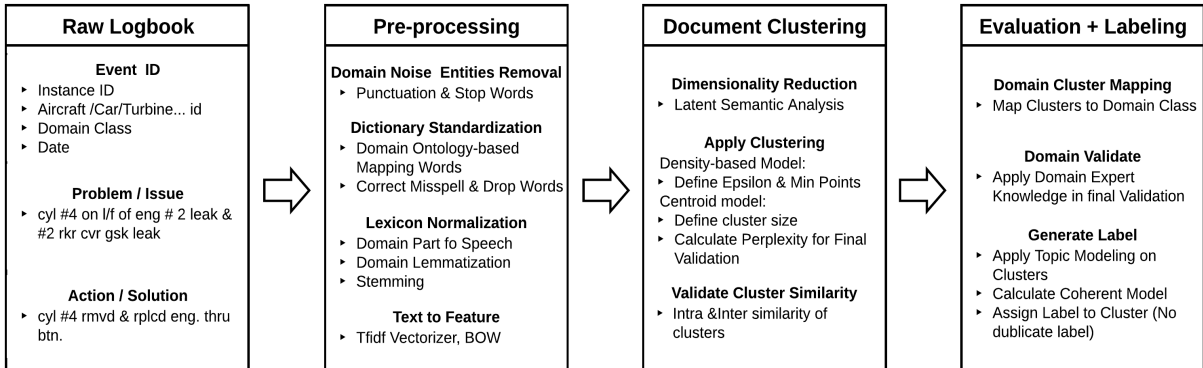 Raw Logbook
Event ID
‣ Instance ID
‣ Aircraft /Car/Turbine... id
‣ Domain Class
‣ Date
Problem / Issue
‣ cyl #4 on l/f of eng # 2 leak &
#2 rkr cvr gsk leak
Action / Solution
‣ cyl #4 rmvd & rplcd eng. thru
btn.
Pre-processing
Domain Noise Entities Removal
‣ Punctuation & Stop Words
Dictionary Standardization
‣ Domain Ontology-based
Mapping Words
‣ Correct Misspell & Drop Words
Lexicon Normalization
‣ Domain Part fo Speech
‣ Domain Lemmatization
‣ Stemming
Text to Feature
‣ Tfidf Vectorizer, BOW
Document Clustering
Dimensionality Reduction
‣ Latent Semantic Analysis
Apply Clustering
Density-based Model:
‣ Define Epsilon & Min Points
Centroid model:
‣ Define cluster size
‣ Calculate Perplexity for Final
Validation
Validate Cluster Similarity
‣ Intra &Inter similarity of
clusters
Evaluation + Labeling
Domain Cluster Mapping
‣ Map Clusters to Domain Class
Domain Validate
‣ Apply Domain Expert
Knowledge in final Validation
Generate Label
‣ Apply Topic Modeling on
Clusters
‣ Calculate Coherent Model
‣ Assign Label to Cluster (No
dublicate label)